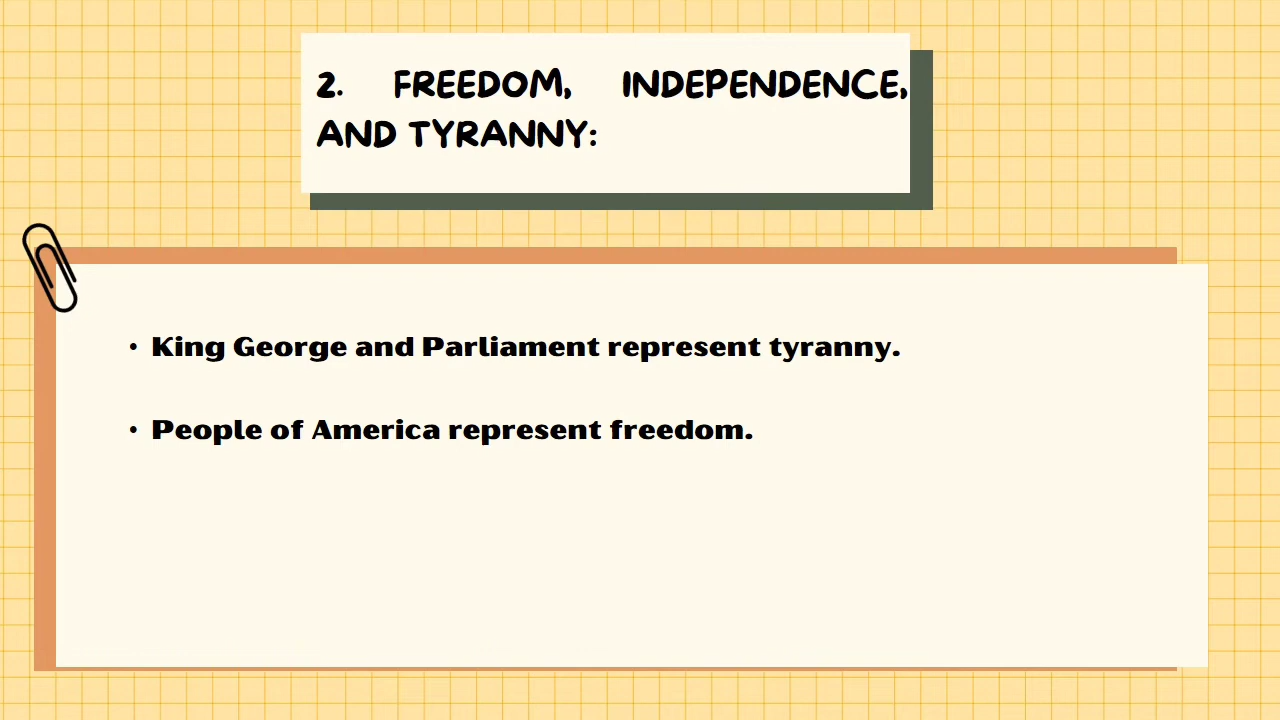 2. FREEDOM, INDEPENDENCE,
AND TYRANNY:
• King George and Parliament represent tyranny.
• People of America represent freedom.